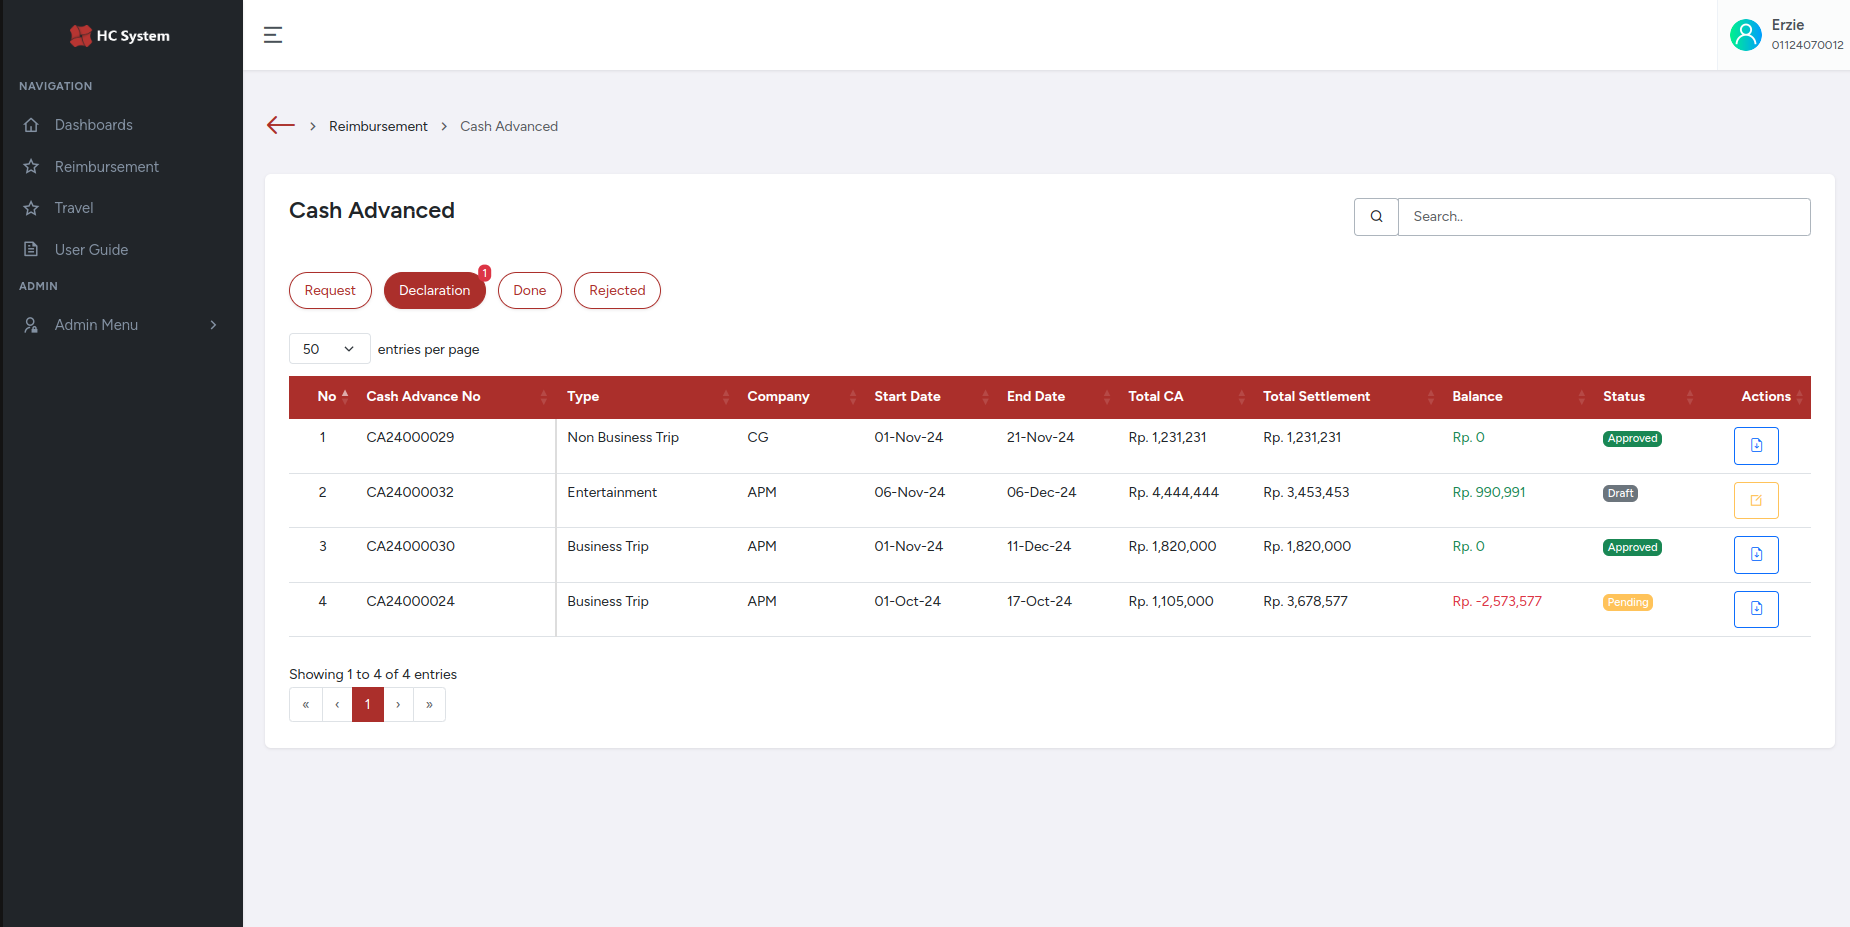 HC System
Erzie
01124070012
NAVIGATION
Dashboards
Reimbursement
Travel
User Guide
ADMIN
Admin Menu
Reimbursement > Cash Advanced
Cash Advanced
Search..
Request Declaration 1 Done Rejected
50 entries per page
No Cash Advance No Type Company Start Date End Date Total CA Total Settlement Balance Status Actions
1 CA24000029 Non Business Trip CG 01-Nov-24 21-Nov-24 Rp. 1,231,231 Rp. 1,231,231 Rp. 0 Approved
2 CA24000032 Entertainment APM 06-Nov-24 06-Dec-24 Rp. 4,444,444 Rp. 3,453,453 Rp. 990,991 Draft
3 CA24000030 Business Trip APM 01-Nov-24 11-Dec-24 Rp. 1,820,000 Rp. 1,820,000 Rp. 0 Approved
4 CA24000024 Business Trip APM 01-Oct-24 17-Oct-24 Rp. 1,105,000 Rp. 3,678,577 Rp. -2,573,577 Pending
Showing 1 to 4 of 4 entries
« ‹ 1 › »